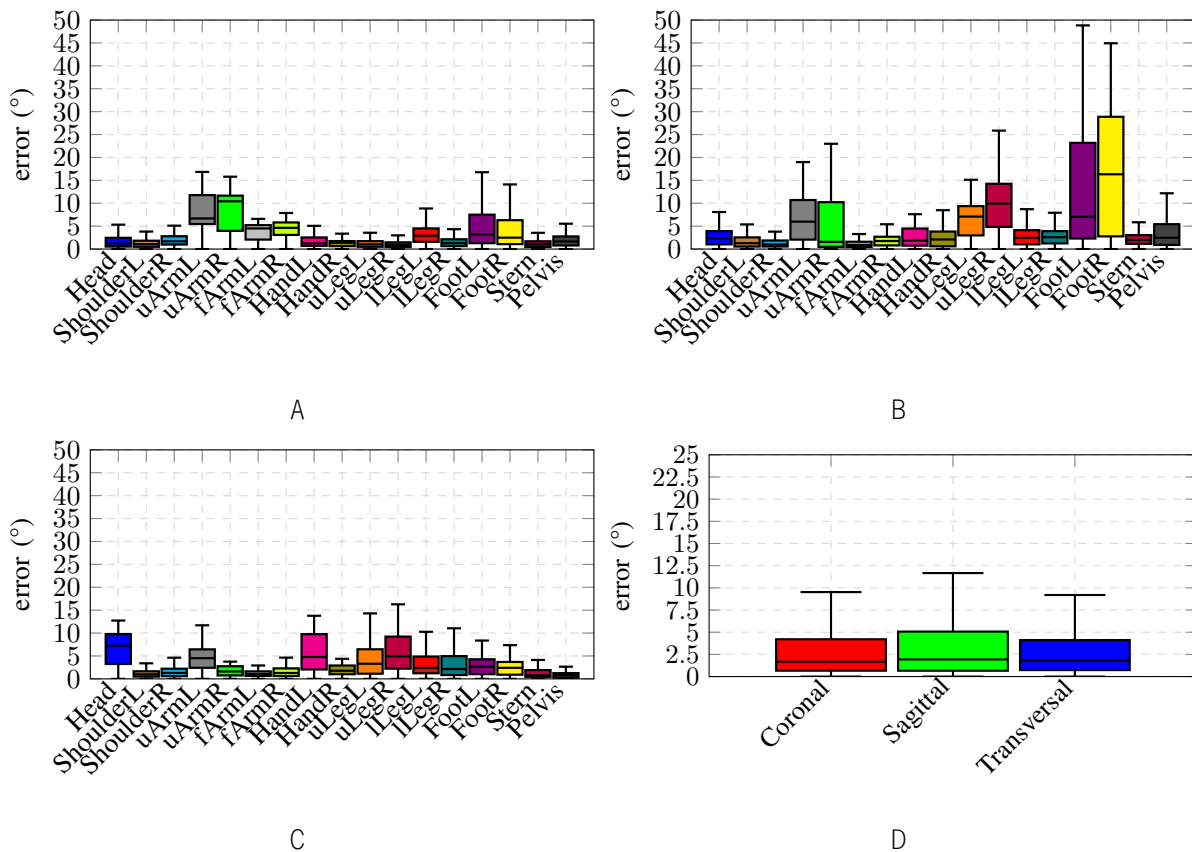 50
45
40
35
30
25
20
15
10
5
0
error (°)
Head
ShoulderL
ShoulderR
uArmL
uArmR
fArmL
fArmR
HandL
HandR
uLegL
uLegR
lLegL
lLegR
FootL
FootR
Stern
Pelvis
A
50
45
40
35
30
25
20
15
10
5
0
error (°)
Head
ShoulderL
ShoulderR
uArmL
uArmR
fArmL
fArmR
HandL
HandR
uLegL
uLegR
lLegL
lLegR
FootL
FootR
Stern
Pelvis
B
50
45
40
35
30
25
20
15
10
5
0
error (°)
Head
ShoulderL
ShoulderR
uArmL
uArmR
fArmL
fArmR
HandL
HandR
uLegL
uLegR
lLegL
lLegR
FootL
FootR
Stern
Pelvis
C
25
22.5
20
17.5
15
12.5
10
7.5
5
2.5
0
error (°)
Coronal
Sagittal
Transversal
D